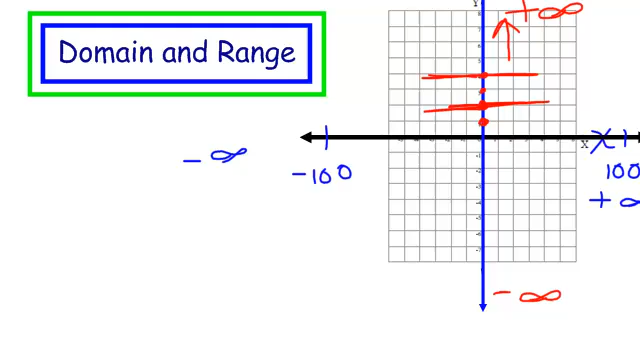 Y
+∞
Domain and Range
-∞
X
X
-100
100
+∞
-∞